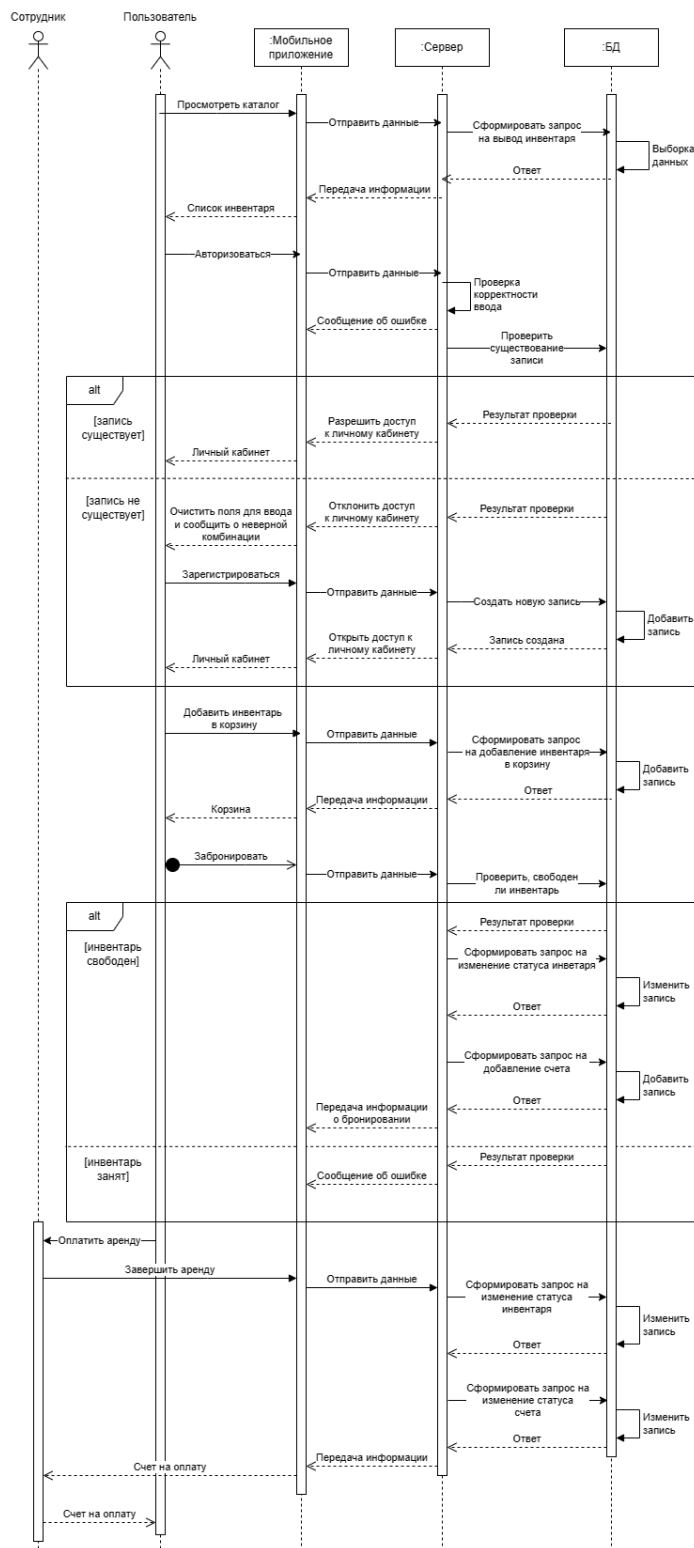 Сотрудник
Пользователь
:Мобильное
приложение
:Сервер
:БД
Просмотреть каталог
Отправить данные
Сформировать запрос
на вывод инвентаря
Выборка
данных
Ответ
Передача информации
Список инвентаря
Авторизоваться
Отправить данные
Проверка
корректности
ввода
Сообщение об ошибке
Проверить
существование
записи
alt
[запись
существует]
Результат проверки
Разрешить доступ
к личному кабинету
Личный кабинет
[запись не
существует]
Очистить поля для ввода
и сообщить о неверной
комбинации
Отклонить доступ
к личному кабинету
Результат проверки
Зарегистрироваться
Отправить данные
Создать новую запись
Добавить
запись
Запись создана
Открыть доступ к
личному кабинету
Личный кабинет
Добавить инвентарь
в корзину
Отправить данные
Сформировать запрос
на добавление инвентаря
в корзину
Добавить
запись
Ответ
Передача информации
Корзина
Забронировать
Отправить данные
Проверить, свободен
ли инвентарь
alt
[инвентарь
свободен]
Результат проверки
Сформировать запрос на
изменение статуса инветаря
Изменить
запись
Ответ
Сформировать запрос на
добавление счета
Добавить
запись
Ответ
Передача информации
о бронировании
[инвентарь
занят]
Результат проверки
Сообщение об ошибке
Оплатить аренду
Завершить аренду
Отправить данные
Сформировать запрос на
изменение статуса
инвентаря
Изменить
запись
Ответ
Сформировать запрос на
изменение статуса
счета
Изменить
запись
Ответ
Передача информации
Счет на оплату
Счет на оплату